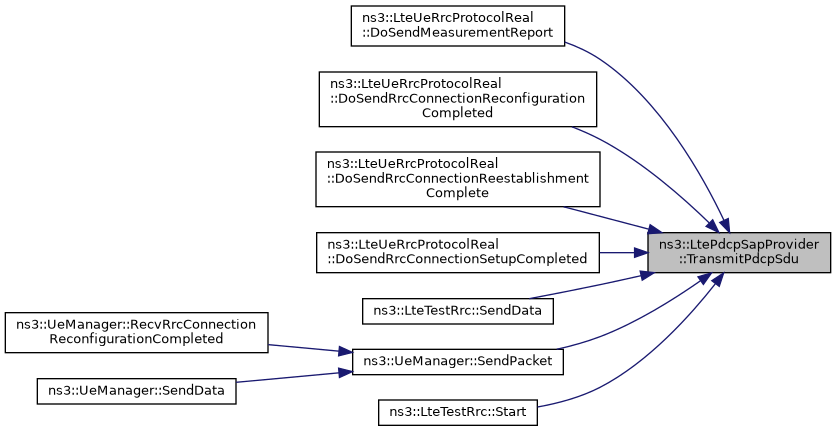 ns3::LteUeRrcProtocolReal
::DoSendMeasurementReport
ns3::LteUeRrcProtocolReal
::DoSendRrcConnectionReconfiguration
Completed
ns3::LteUeRrcProtocolReal
::DoSendRrcConnectionReestablishment
Complete
ns3::LtePdcpSapProvider
::TransmitPdcpSdu
ns3::LteUeRrcProtocolReal
::DoSendRrcConnectionSetupCompleted
ns3::LteTestRrc::SendData
ns3::UeManager::RecvRrcConnection
ReconfigurationCompleted
ns3::UeManager::SendPacket
ns3::UeManager::SendData
ns3::LteTestRrc::Start